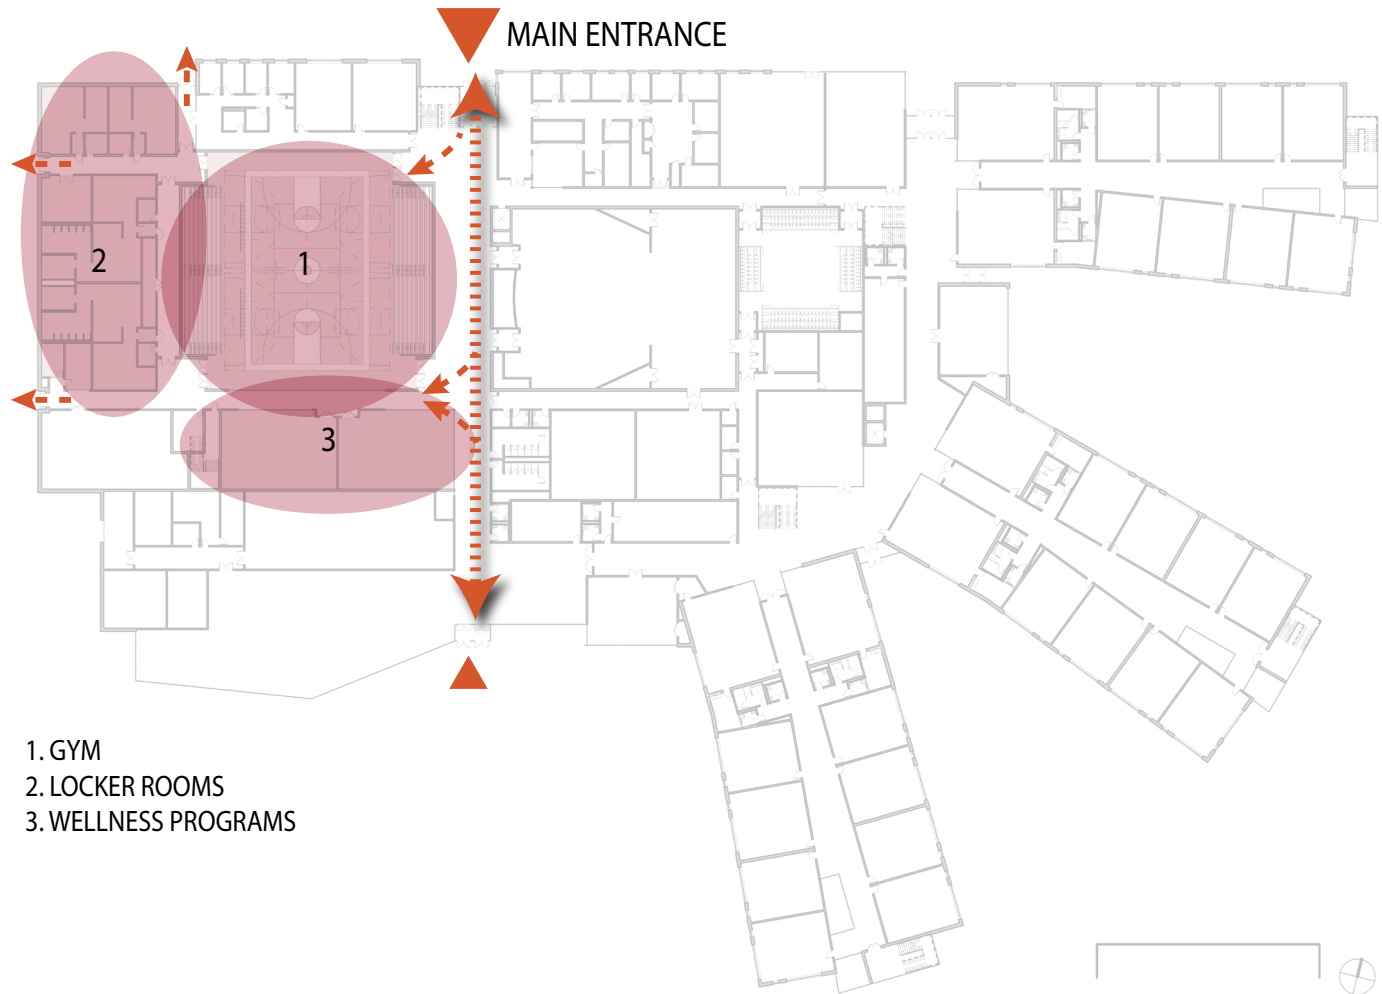 MAIN ENTRANCE
2
1
3
1. GYM
2. LOCKER ROOMS
3. WELLNESS PROGRAMS